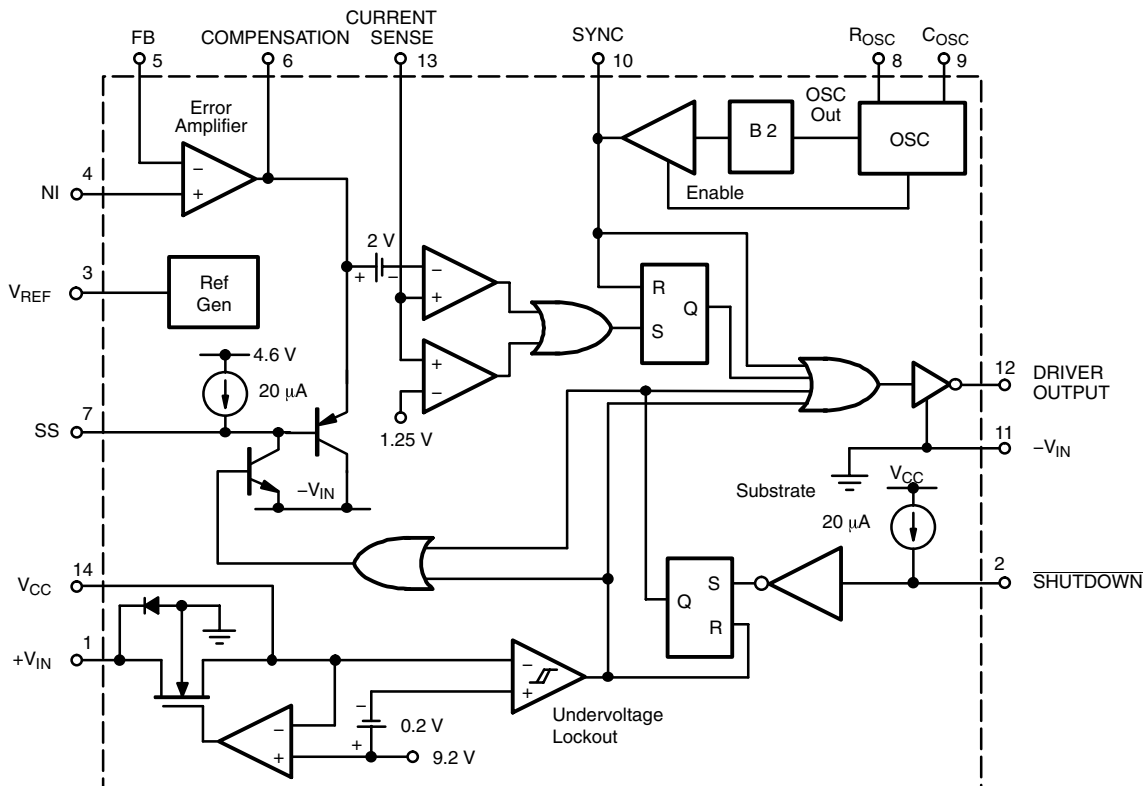 CURRENT
SENSE
FB
COMPENSATION
SYNC
ROSC
COSC
5
6
13
10
8
9
Error
Amplifier
OSC
Out
B 2
OSC
Enable
4
NI
−
+
2 V
+
−
−
+
+
−
1.25 V
R
S
Q
3
VREF
Ref
Gen
4.6 V
20 μA
7
SS
−VIN
12
DRIVER
OUTPUT
11
−VIN
Substrate
VCC
20 μA
2
SHUTDOWN
Q
S
R
14
VCC
1
+VIN
−
+
Undervoltage
Lockout
−
+
−
0.2 V
+
9.2 V